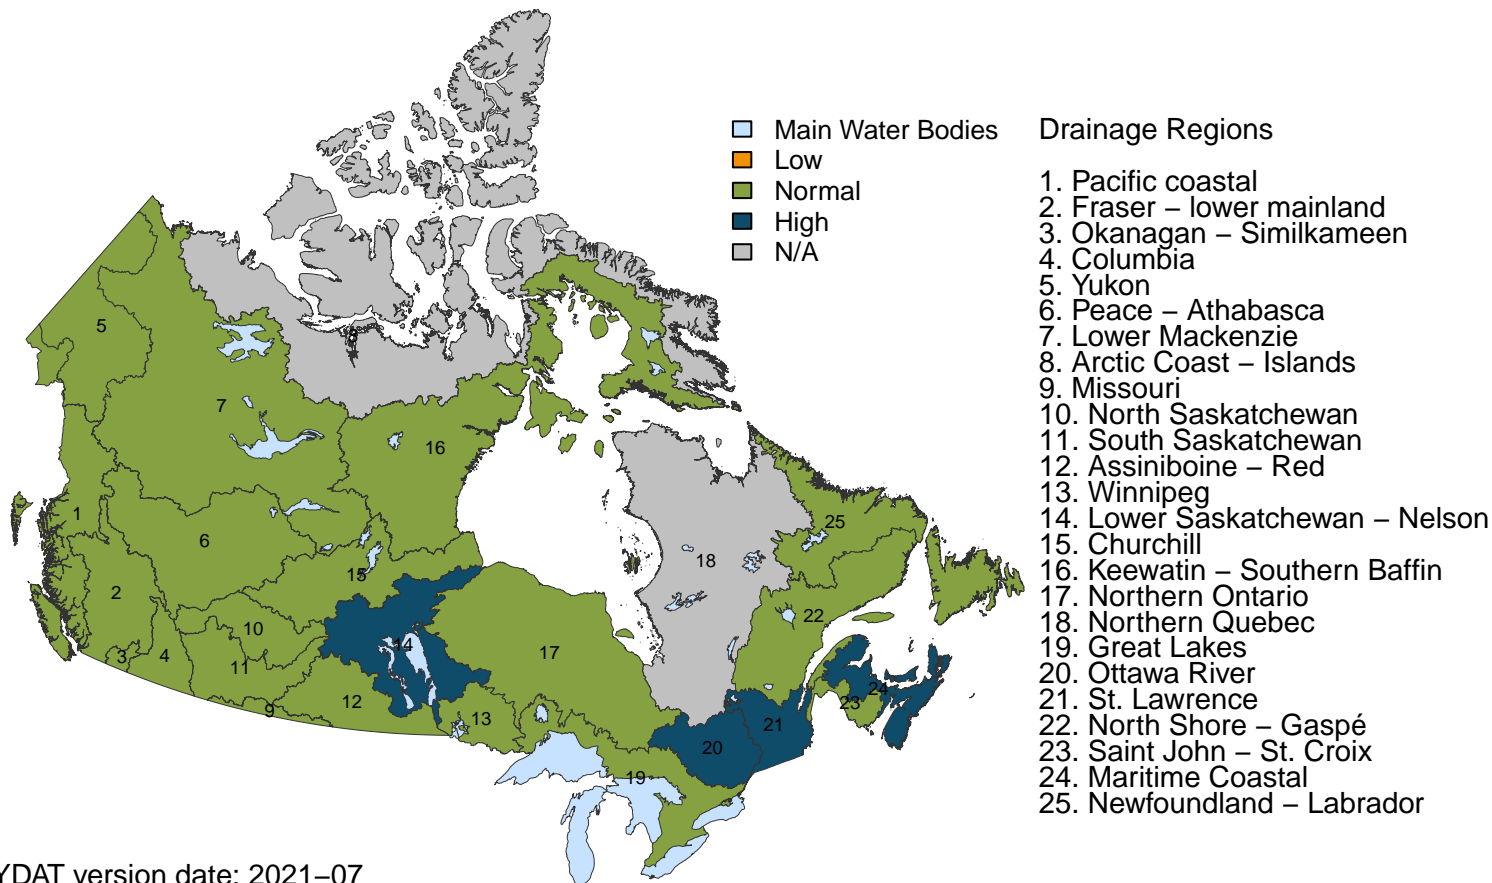 Main Water Bodies
Low
Normal
High
N/A
Drainage Regions
1. Pacific coastal
2. Fraser – lower mainland
3. Okanagan – Similkameen
4. Columbia
5. Yukon
6. Peace – Athabasca
7. Lower Mackenzie
8. Arctic Coast – Islands
9. Missouri
10. North Saskatchewan
11. South Saskatchewan
12. Assiniboine – Red
13. Winnipeg
14. Lower Saskatchewan – Nelson
15. Churchill
16. Keewatin – Southern Baffin
17. Northern Ontario
18. Northern Quebec
19. Great Lakes
20. Ottawa River
21. St. Lawrence
22. North Shore – Gaspé
23. Saint John – St. Croix
24. Maritime Coastal
25. Newfoundland – Labrador
5
8
7
16
1
6
25
18
15
2
22
10
14
3
4
11
17
12
9
13
24
23
21
20
19
YDAT version date: 2021–07